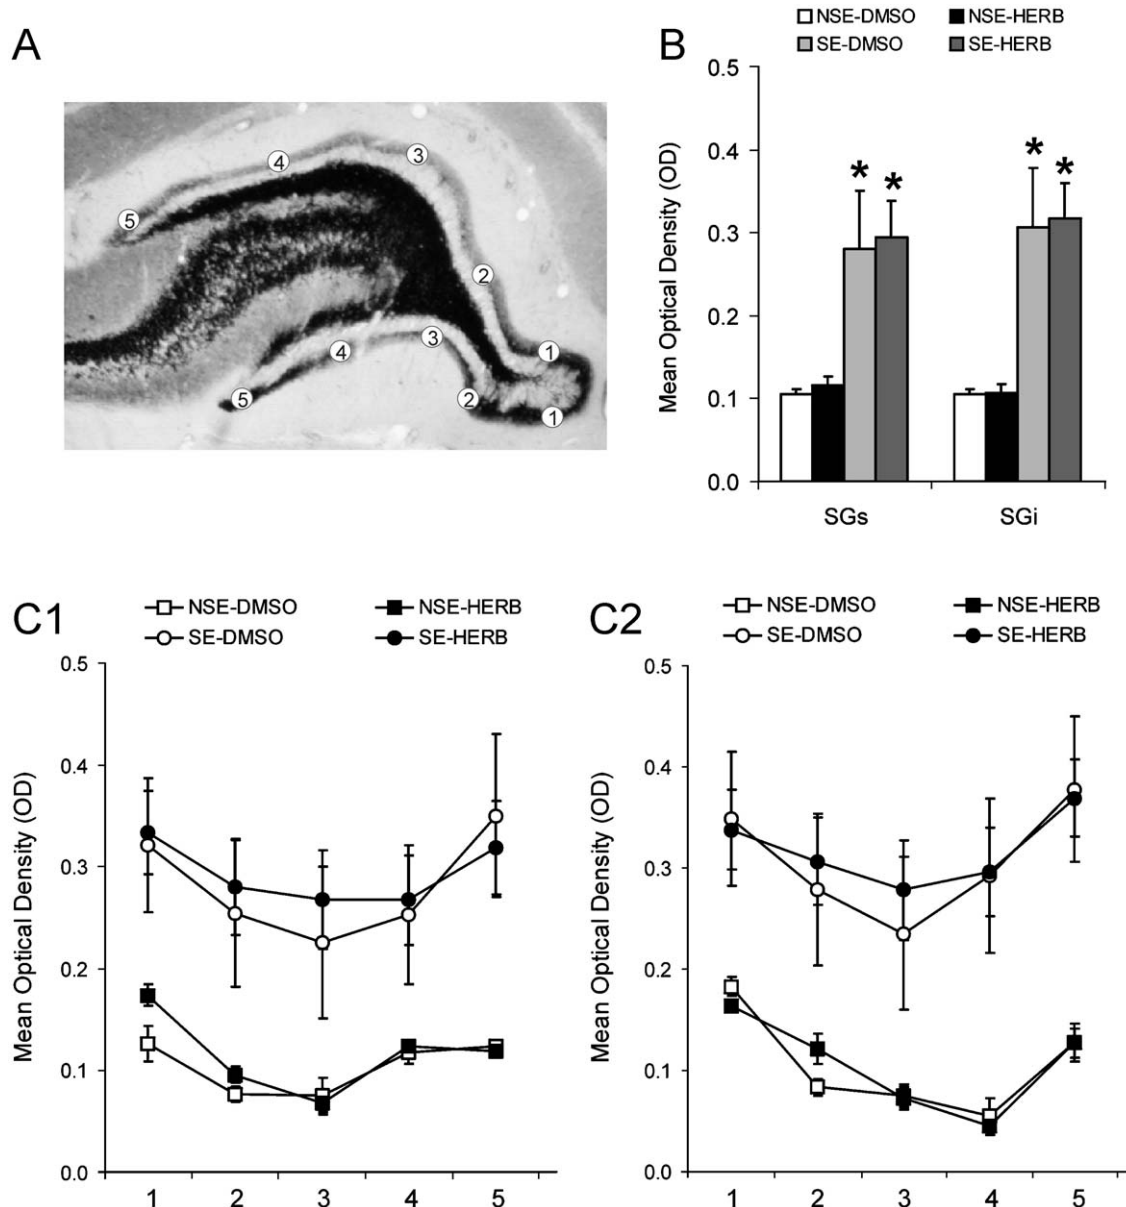 A
4
3
5
2
3
4
1
5
2
1
B
NSE-DMSO NSE-HERB
SE-DMSO SE-HERB
Mean Optical Density (OD)
0.5
0.4
0.3
0.2
0.1
0.0
* * * *
SGs SGi
C1
NSE-DMSO NSE-HERB
SE-DMSO SE-HERB
Mean Optical Density (OD)
0.5
0.4
0.3
0.2
0.1
0.0
1 2 3 4 5
C2
NSE-DMSO NSE-HERB
SE-DMSO SE-HERB
Mean Optical Density (OD)
0.5
0.4
0.3
0.2
0.1
0.0
1 2 3 4 5